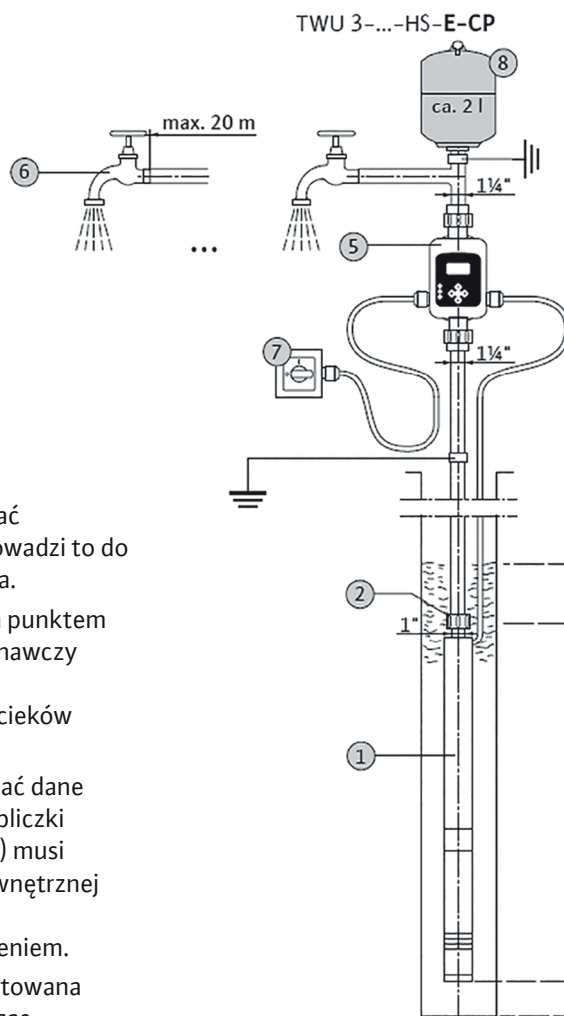 TWU 3-...-HS-E-CP
8
ca. 2 l
max. 20 m
6
1¼"
5
...
7
1¼"
ać
owadzi to do
a.
punktem
nawczy
2
1"
cieków
1
ać dane
bliczki
) musi
wnętrznej
eniem.
towana